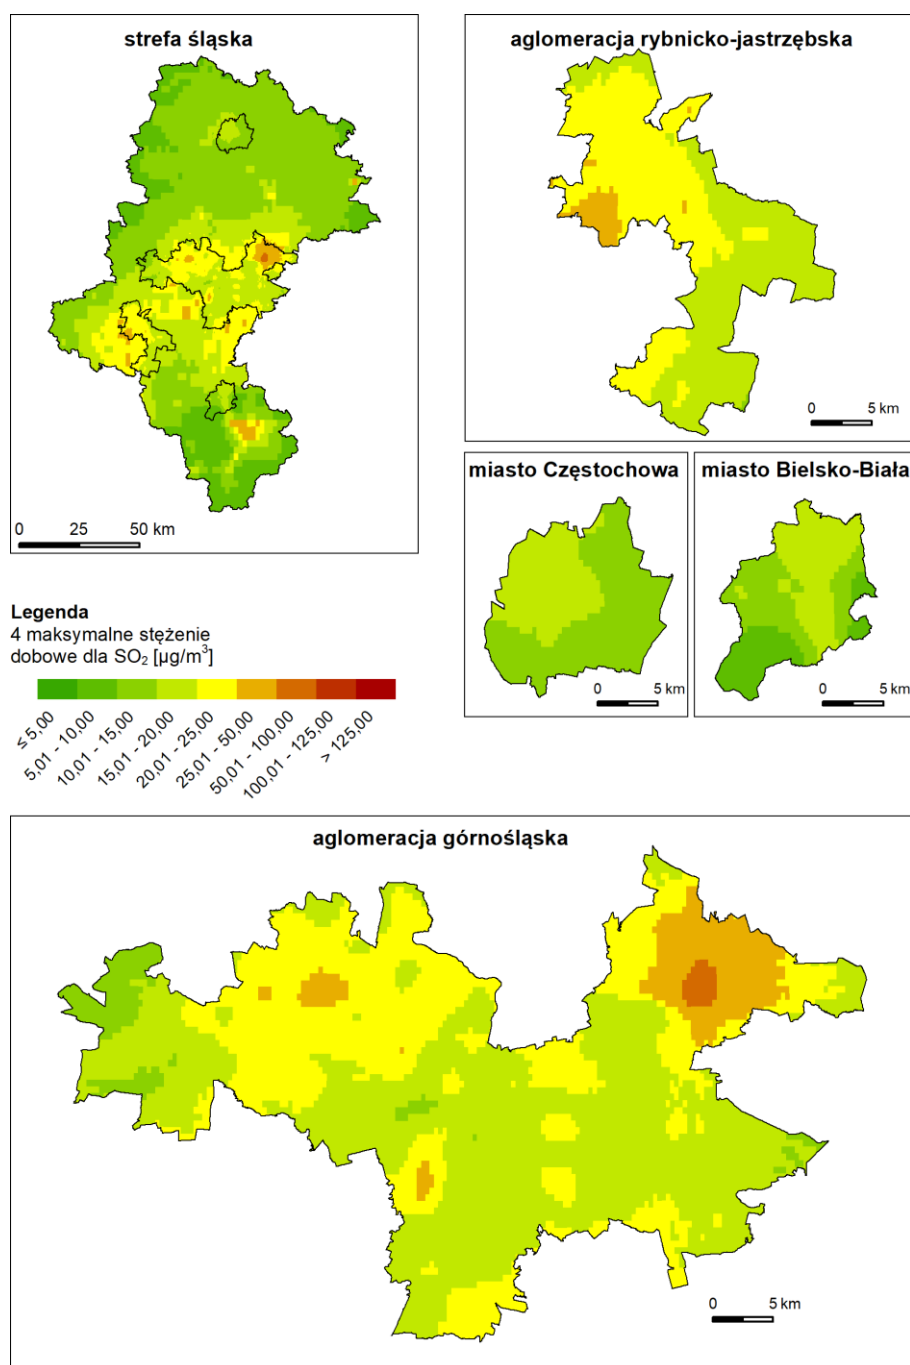 strefa śląska
0 25 50 km
aglomeracja rybnicko-jastrzębska
0 5 km
miasto Częstochowa
0 5 km
miasto Bielsko-Biała
0 5 km
Legenda
4 maksymalne stężenie
dobowe dla SO₂ [µg/m³]
≤ 5,00
5,01 - 10,00
10,01 - 15,00
15,01 - 20,00
20,01 - 25,00
25,01 - 50,00
50,01 - 100,00
100,01 - 125,00
> 125,00
aglomeracja górnośląska
0 5 km